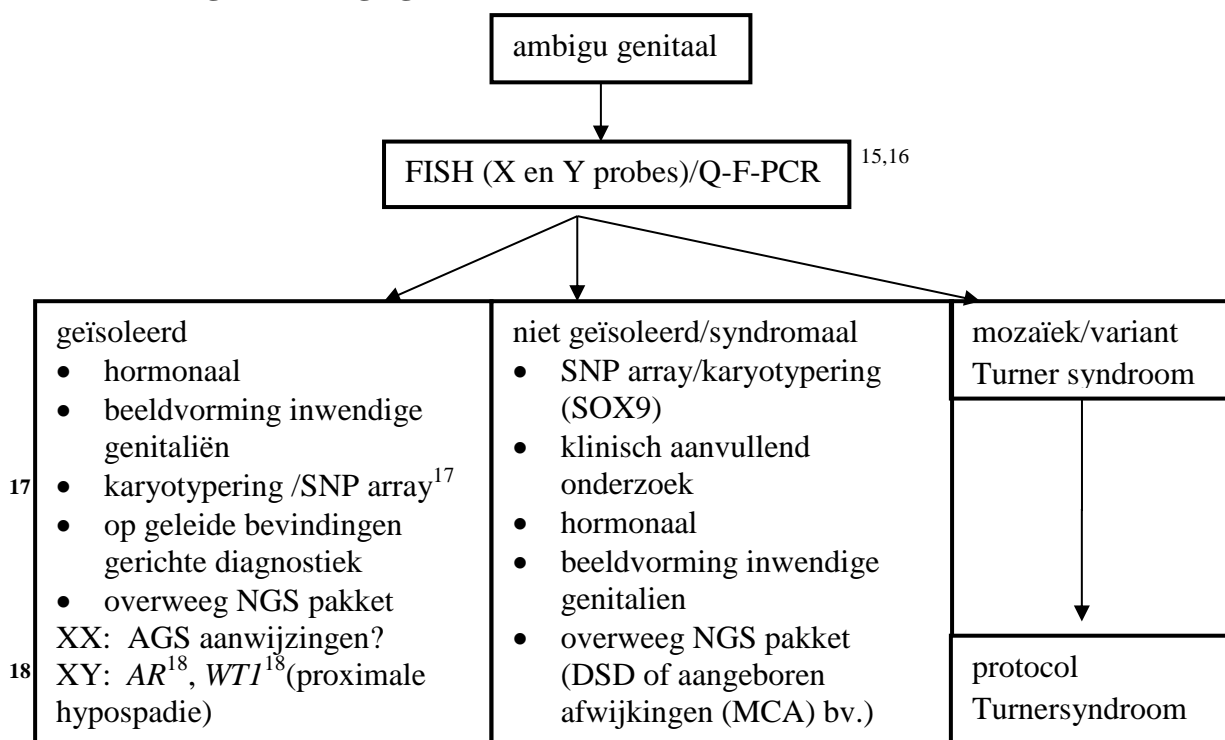 ambigu genitaal
FISH (X en Y probes)/Q-F-PCR 15,16
geïsoleerd
• hormonaal
• beeldvorming inwendige
genitaliën
17 • karyotypering /SNP array17
• op geleide bevindingen
gerichte diagnostiek
• overweeg NGS pakket
XX: AGS aanwijzingen?
18 XY: AR18, WT118(proximale
hypospadie)
niet geïsoleerd/syndromaal
• SNP array/karyotypering
(SOX9)
• klinisch aanvullend
onderzoek
• hormonaal
• beeldvorming inwendige
genitalien
• overweeg NGS pakket
(DSD of aangeboren
afwijkingen (MCA) bv.)
mozaïek/variant
Turner syndroom
protocol
Turnersyndroom